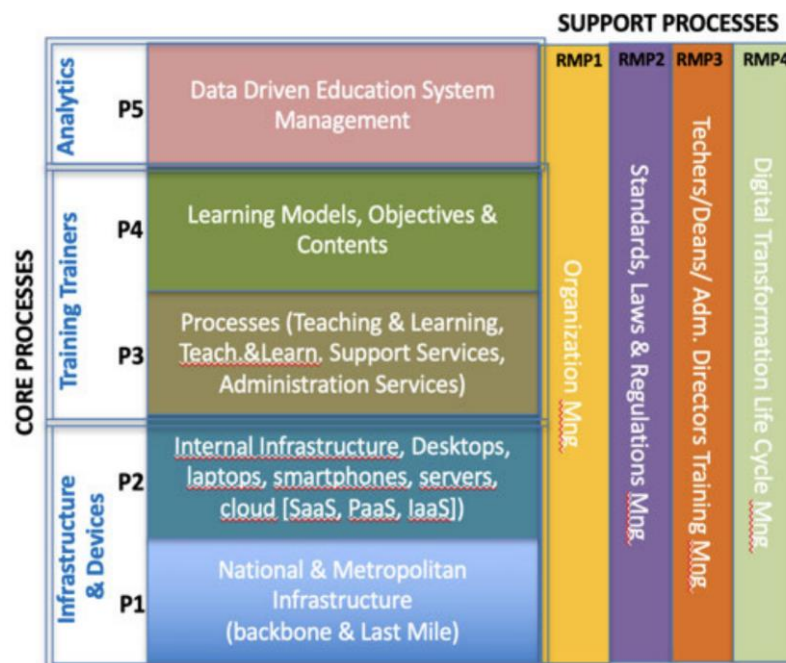 SUPPORT PROCESSES
RMP1
RMP2
RMP3
RMP4
CORE PROCESSES
Analytics
P5
Data Driven Education System
Management
Training Trainers
P4
Learning Models, Objectives &
Contents
P3
Processes (Teaching & Learning,
Teach.&Learn. Support Services,
Administration Services)
Infrastructure
& Devices
P2
Internal Infrastructure, Desktops,
laptops, smartphones, servers,
cloud [SaaS, PaaS, IaaS])
P1
National & Metropolitan
Infrastructure
(backbone & Last Mile)
Organization Mng
Standards, Laws & Regulations Mng
Techers/Deans/ Adm. Directors Training Mng
Digital Transformation Life Cycle Mng